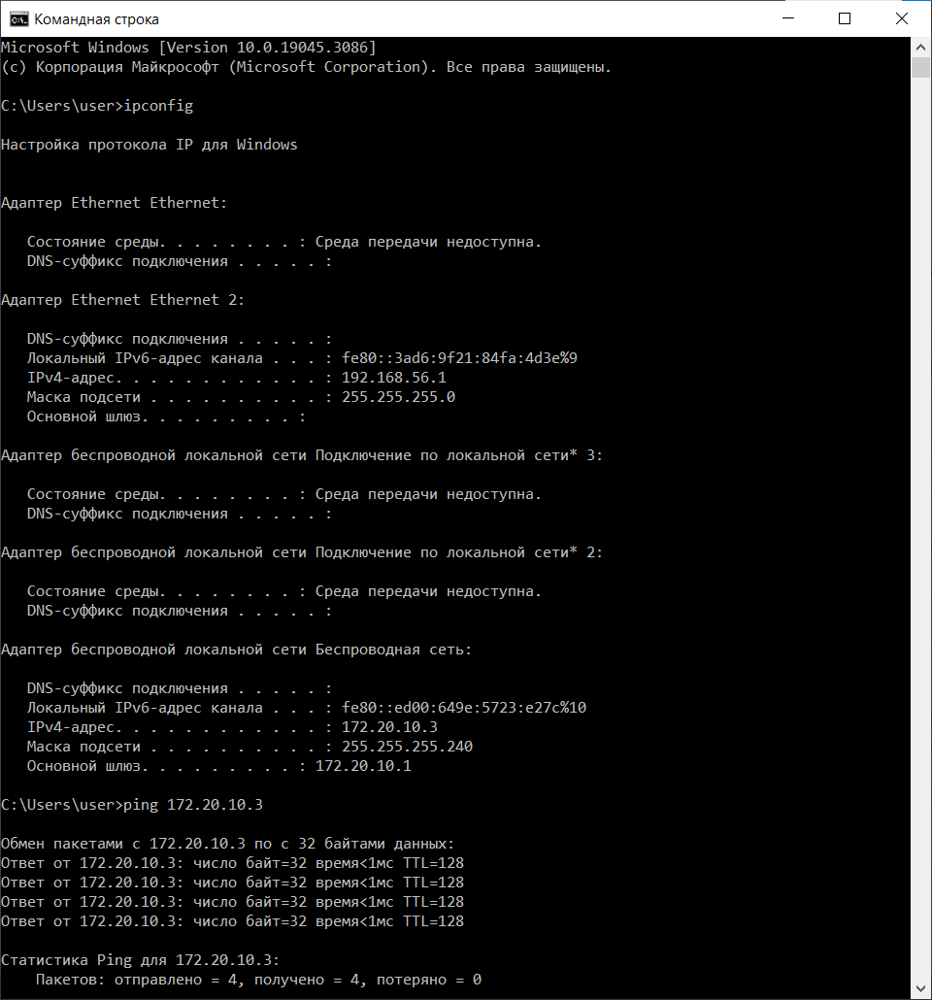 Командная строка
Microsoft Windows [Version 10.0.19045.3086]
(c) Корпорация Майкрософт (Microsoft Corporation). Все права защищены.
C:\Users\user>ipconfig
Настройка протокола IP для Windows
Адаптер Ethernet Ethernet:
Состояние среды. . . . . . . . : Среда передачи недоступна.
DNS-суффикс подключения . . . . . :
Адаптер Ethernet Ethernet 2:
DNS-суффикс подключения . . . . . :
Локальный IPv6-адрес канала . . . : fe80::3ad6:9f21:84fa:4d3e%9
IPv4-адрес. . . . . . . . . . . . : 192.168.56.1
Маска подсети . . . . . . . . . . : 255.255.255.0
Основной шлюз. . . . . . . . . :
Адаптер беспроводной локальной сети Подключение по локальной сети* 3:
Состояние среды. . . . . . . . : Среда передачи недоступна.
DNS-суффикс подключения . . . . . :
Адаптер беспроводной локальной сети Подключение по локальной сети* 2:
Состояние среды. . . . . . . . : Среда передачи недоступна.
DNS-суффикс подключения . . . . . :
Адаптер беспроводной локальной сети Беспроводная сеть:
DNS-суффикс подключения . . . . . :
Локальный IPv6-адрес канала . . . : fe80::ed00:649e:5723:e27c%10
IPv4-адрес. . . . . . . . . . . . : 172.20.10.3
Маска подсети . . . . . . . . . . : 255.255.255.240
Основной шлюз. . . . . . . . . : 172.20.10.1
C:\Users\user>ping 172.20.10.3
Обмен пакетами с 172.20.10.3 по с 32 байтами данных:
Ответ от 172.20.10.3: число байт=32 время<1мс TTL=128
Ответ от 172.20.10.3: число байт=32 время<1мс TTL=128
Ответ от 172.20.10.3: число байт=32 время<1мс TTL=128
Ответ от 172.20.10.3: число байт=32 время<1мс TTL=128
Статистика Ping для 172.20.10.3:
Пакетов: отправлено = 4, получено = 4, потеряно = 0